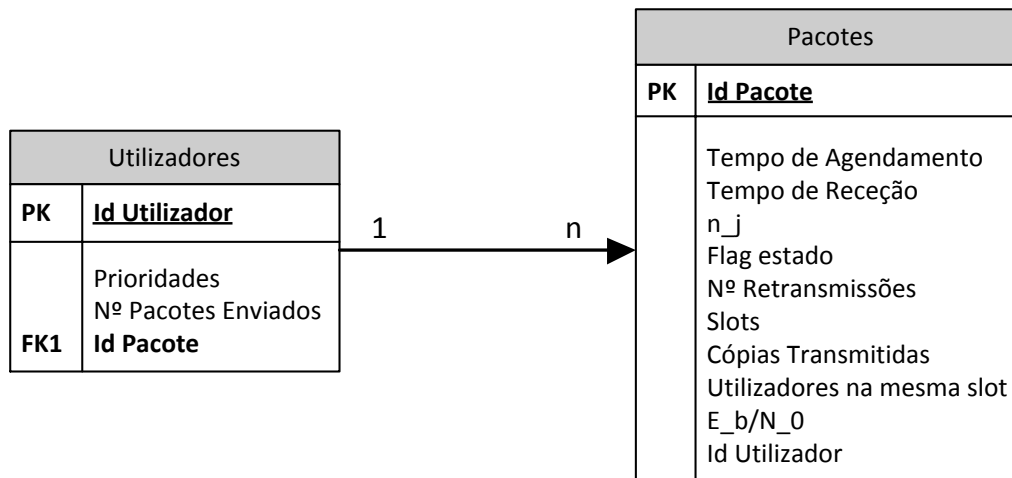 Utilizadores
PK Id Utilizador
Prioridades
Nº Pacotes Enviados
FK1 Id Pacote
1 n
Pacotes
PK Id Pacote
Tempo de Agendamento
Tempo de Receção
n_j
Flag estado
Nº Retransmissões
Slots
Cópias Transmitidas
Utilizadores na mesma slot
E_b/N_0
Id Utilizador